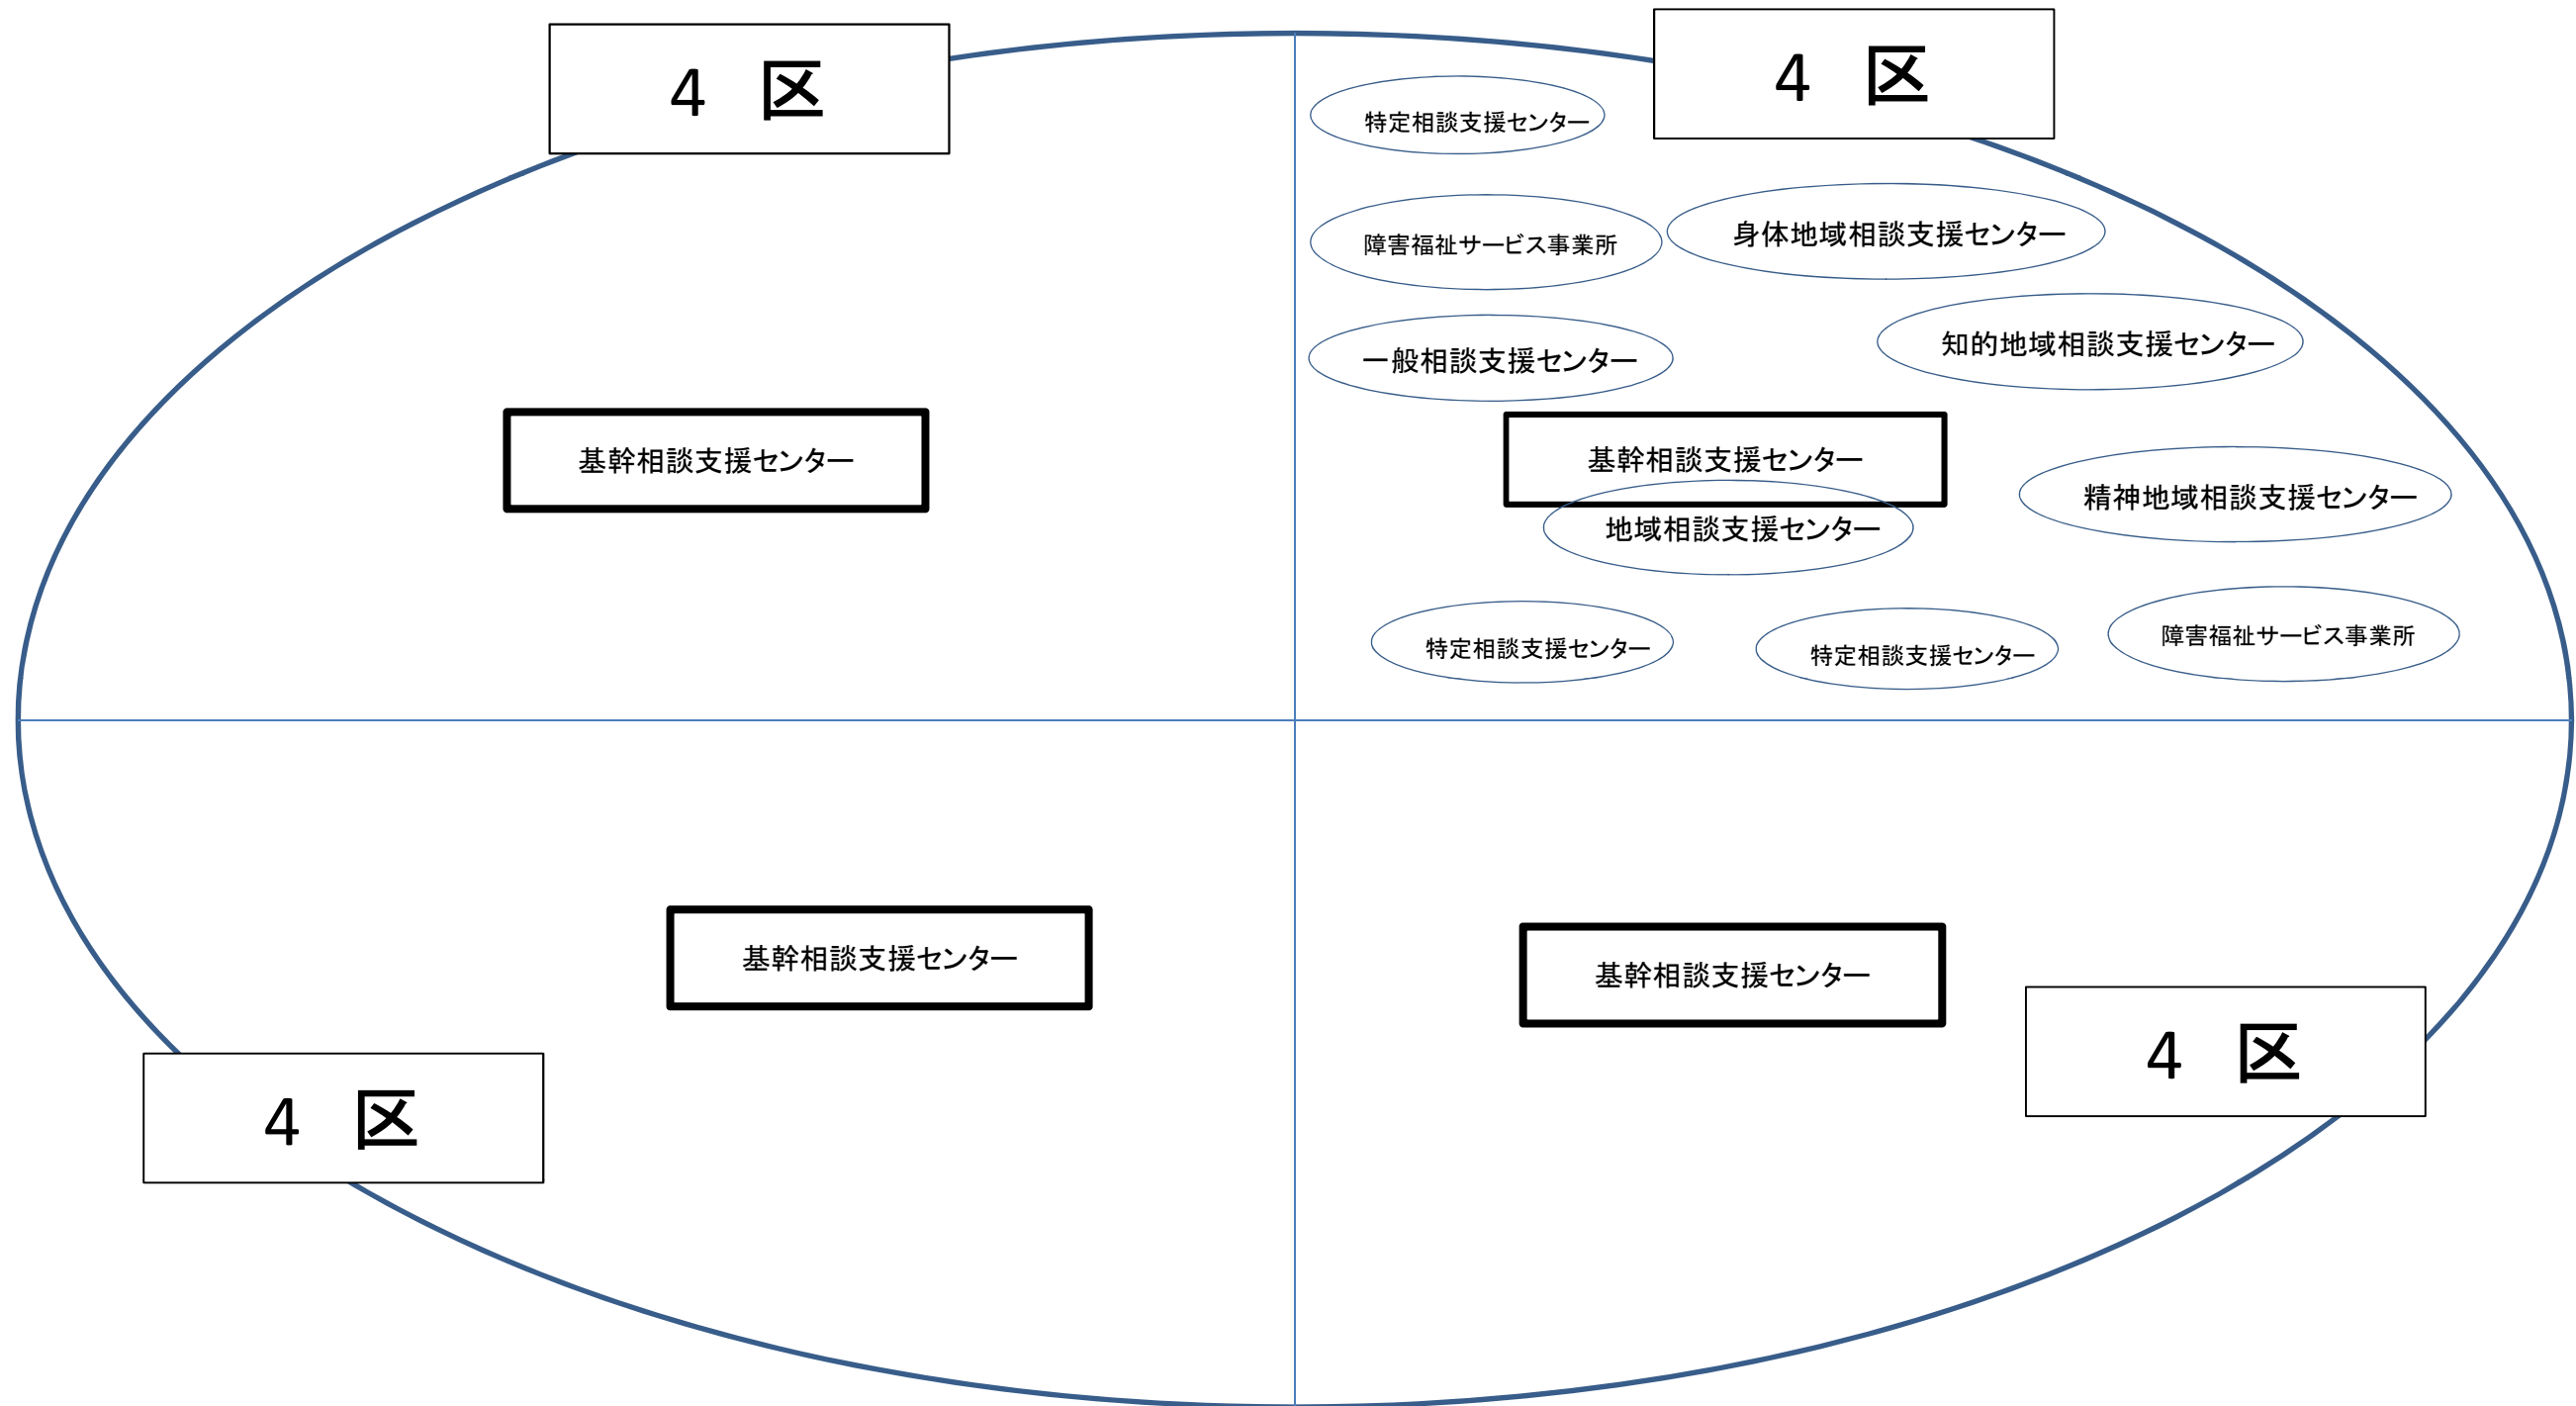 4 区
4 区
特定相談支援センター
障害福祉サービス事業所
身体地域相談支援センター
一般相談支援センター
知的地域相談支援センター
基幹相談支援センター
基幹相談支援センター
地域相談支援センター
精神地域相談支援センター
特定相談支援センター
特定相談支援センター
障害福祉サービス事業所
基幹相談支援センター
基幹相談支援センター
4 区
4 区